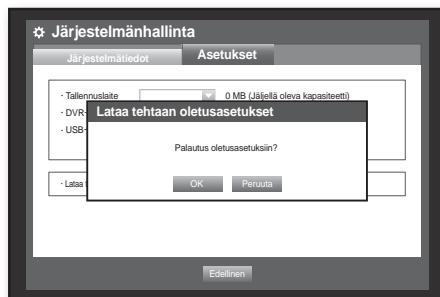 Järjestelmänhallinta
Järjestelmätiedot Asetukset
· Tallennuslaite 0 MB (Jäljellä oleva kapasiteetti)
· DVR-
· USB-
Lataa tehtaan oletusasetukset
Palautus oletusasetuksiin?
OK Peruuta
· Lataa t
Edellinen